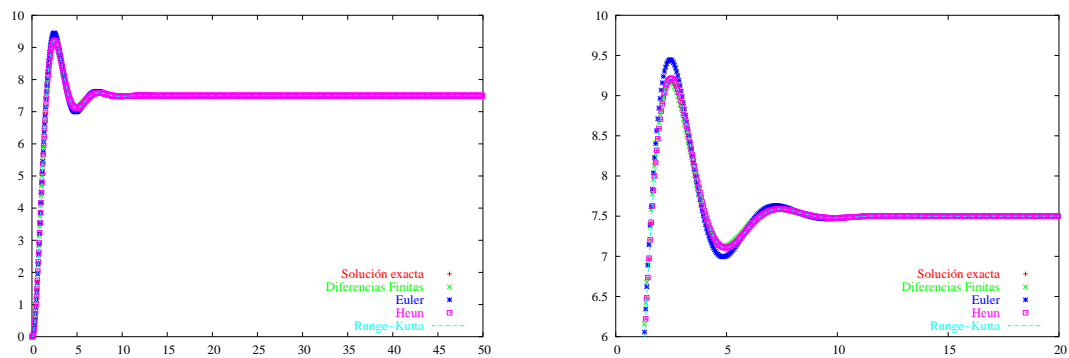 10
9
8
7
6
5
4
3
2
1
0
0 5 10 15 20 25 30 35 40 45 50
Solución exacta
Diferencias Finitas
Euler
Heun
Runge−Kutta
10
9.5
9
8.5
8
7.5
7
6.5
6
0 5 10 15 20
Solución exacta
Diferencias Finitas
Euler
Heun
Runge−Kutta